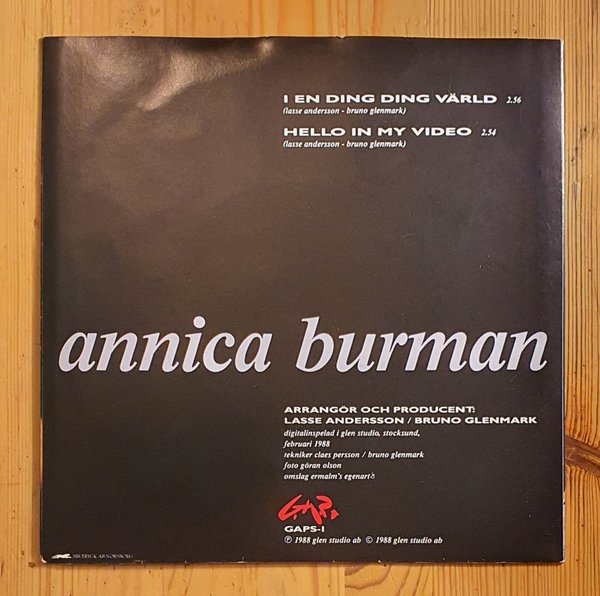 I EN DING DING VÄRLD 2.56
(lasse andersson - bruno glenmark)
HELLO IN MY VIDEO 2.54
(lasse andersson - bruno glenmark)
annica burman
ARRANGÖR OCH PRODUCENT:
LASSE ANDERSSON / BRUNO GLENMARK
digitalinspelad i glen studio, stocksund,
februari 1988
tekniker claes persson / bruno glenmark
foto göran olson
omslag ermalm's egenart
G.A.P.
GAPS-1
℗ 1988 glen studio ab © 1988 glen studio ab